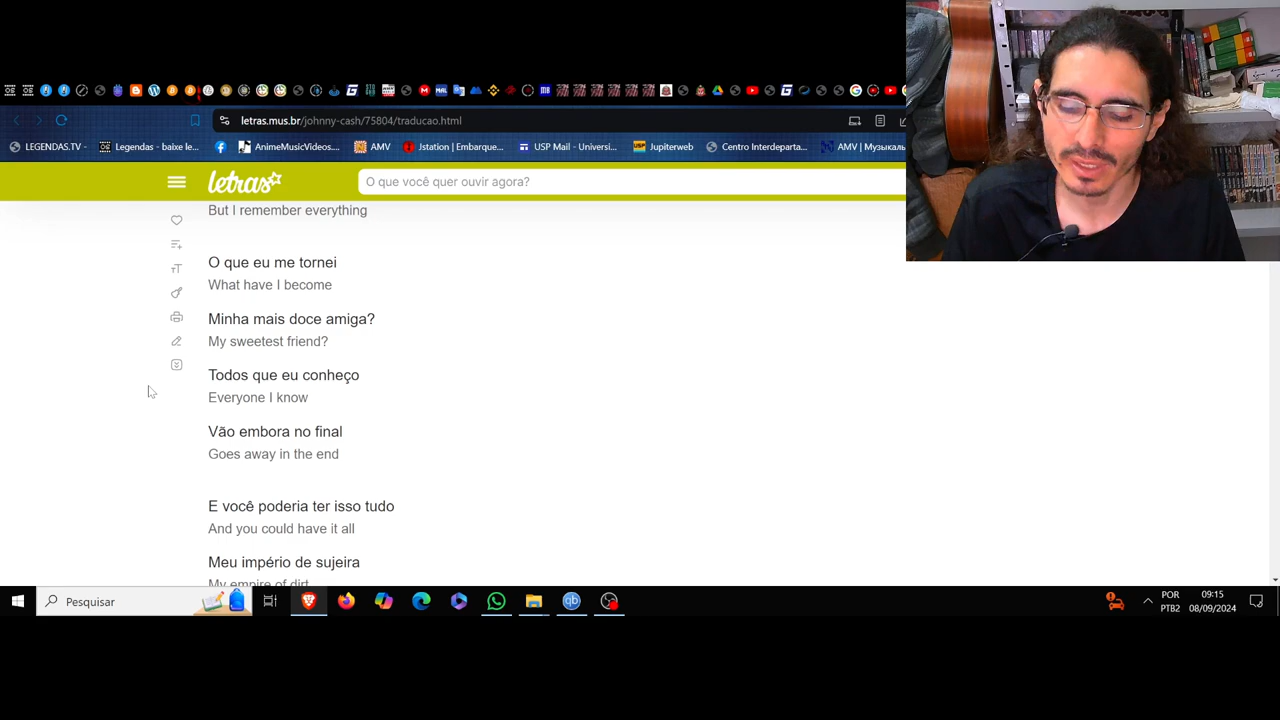 letras.mus.br/johnny-cash/75804/traducao.html
LEGENDAS.TV - Legendas - baixe le... AnimeMusicVideos... AMV Jstation | Embarque... USP Mail - Universi... Jupiterweb Centro Interdeparta... AMV | Музыкаль
letras O que você quer ouvir agora?
But I remember everything
O que eu me tornei
What have I become
Minha mais doce amiga?
My sweetest friend?
Todos que eu conheço
Everyone I know
Vão embora no final
Goes away in the end
E você poderia ter isso tudo
And you could have it all
Meu império de sujeira
My empire of dirt
Pesquisar
POR
PTB2
09:15
08/09/2024